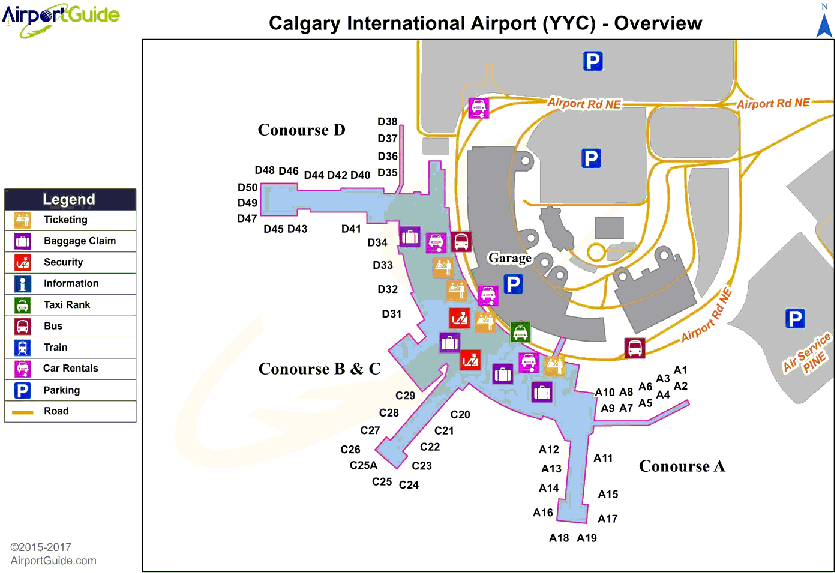 AirportGuide
Calgary International Airport (YYC) - Overview
N
P
Airport Rd NE
Airport Rd NE
Conourse D
D38
D37
D36
D35
P
D48 D46
D44 D42 D40
D50
D49
D47
D45 D43
D41
D34
D33
D32
D31
Garage
P
Airport Rd NE
P
Air Service
PINE
Legend
Ticketing
Baggage Claim
Security
Information
Taxi Rank
Bus
Train
Car Rentals
P
Parking
Road
Conourse B & C
C29
C28
C27
C26
C25A
C25
C24
C23
C22
C21
C20
A10 A8 A6 A3 A1
A9 A7 A5 A4 A2
A12
A13
A14
A16
A18 A19
A11
A15
A17
Conourse A
©2015-2017
AirportGuide.com